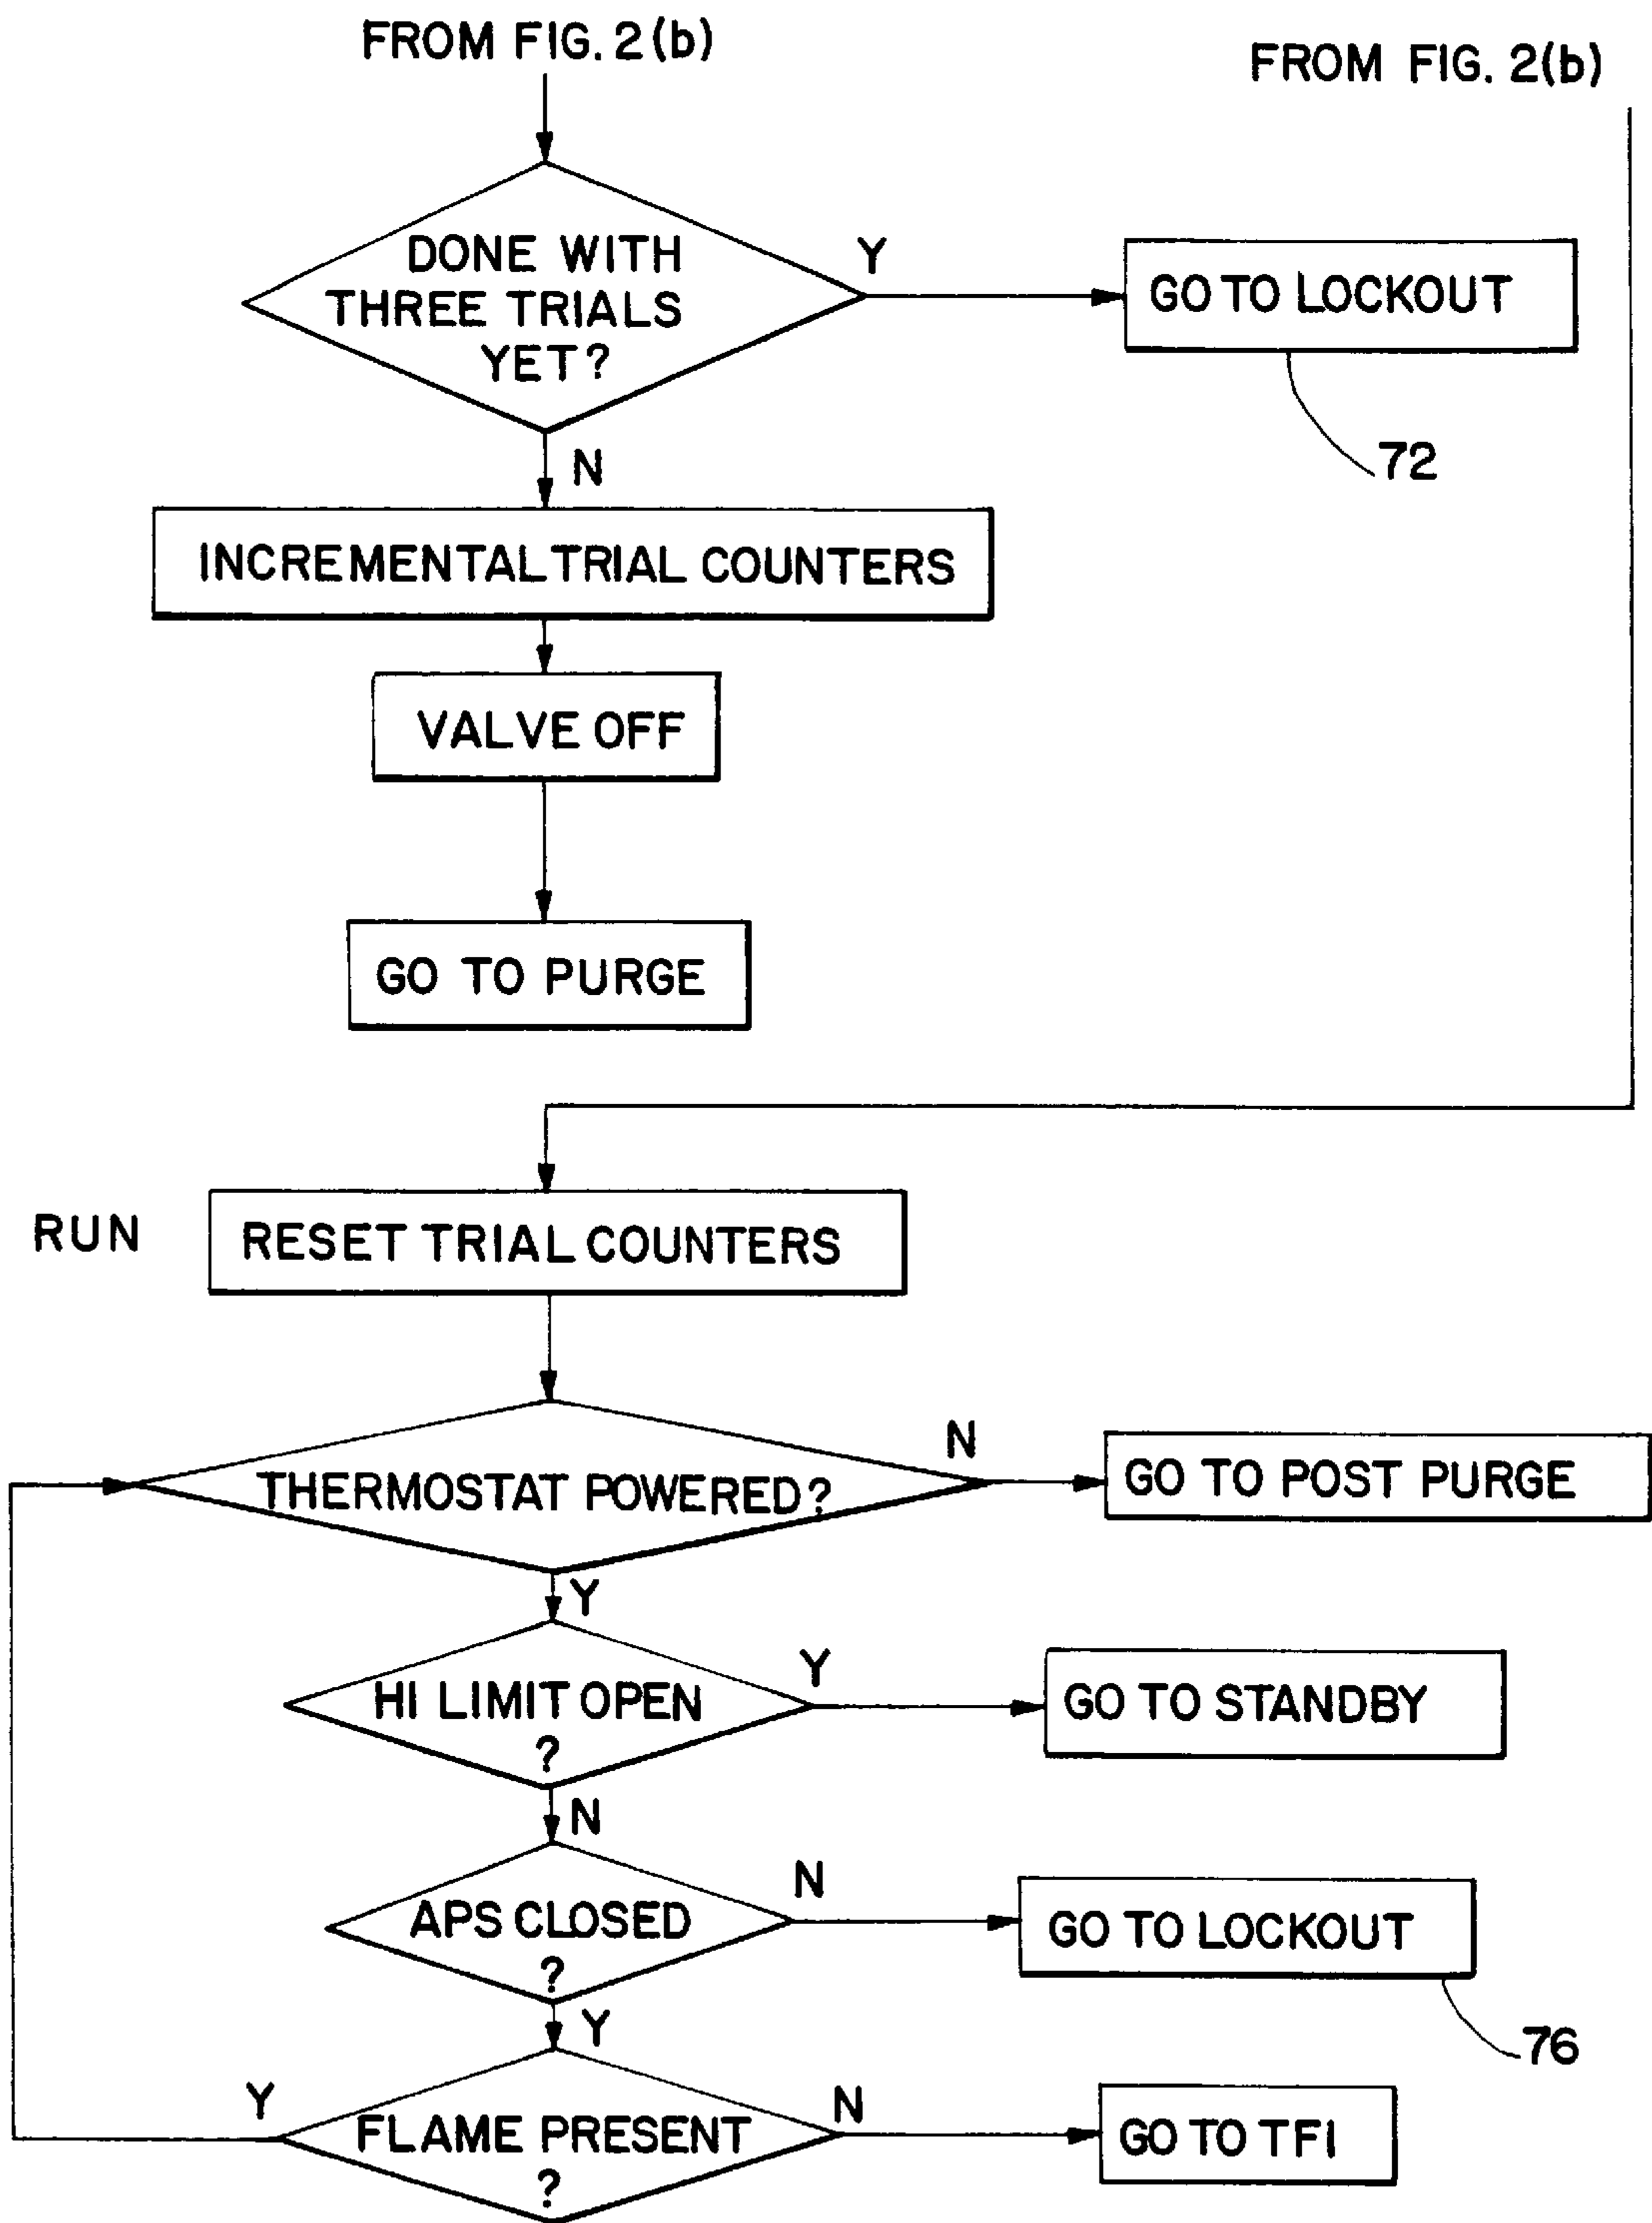 FROM FIG. 2(b)
FROM FIG. 2(b)
DONE WITH
THREE TRIALS
YET?
Y
GO TO LOCKOUT
72
N
INCREMENTAL TRIAL COUNTERS
VALVE OFF
GO TO PURGE
RUN
RESET TRIAL COUNTERS
THERMOSTAT POWERED?
N
GO TO POST PURGE
Y
HI LIMIT OPEN
?
Y
GO TO STANDBY
N
APS CLOSED
?
N
GO TO LOCKOUT
76
Y
FLAME PRESENT
?
Y
N
GO TO TFI